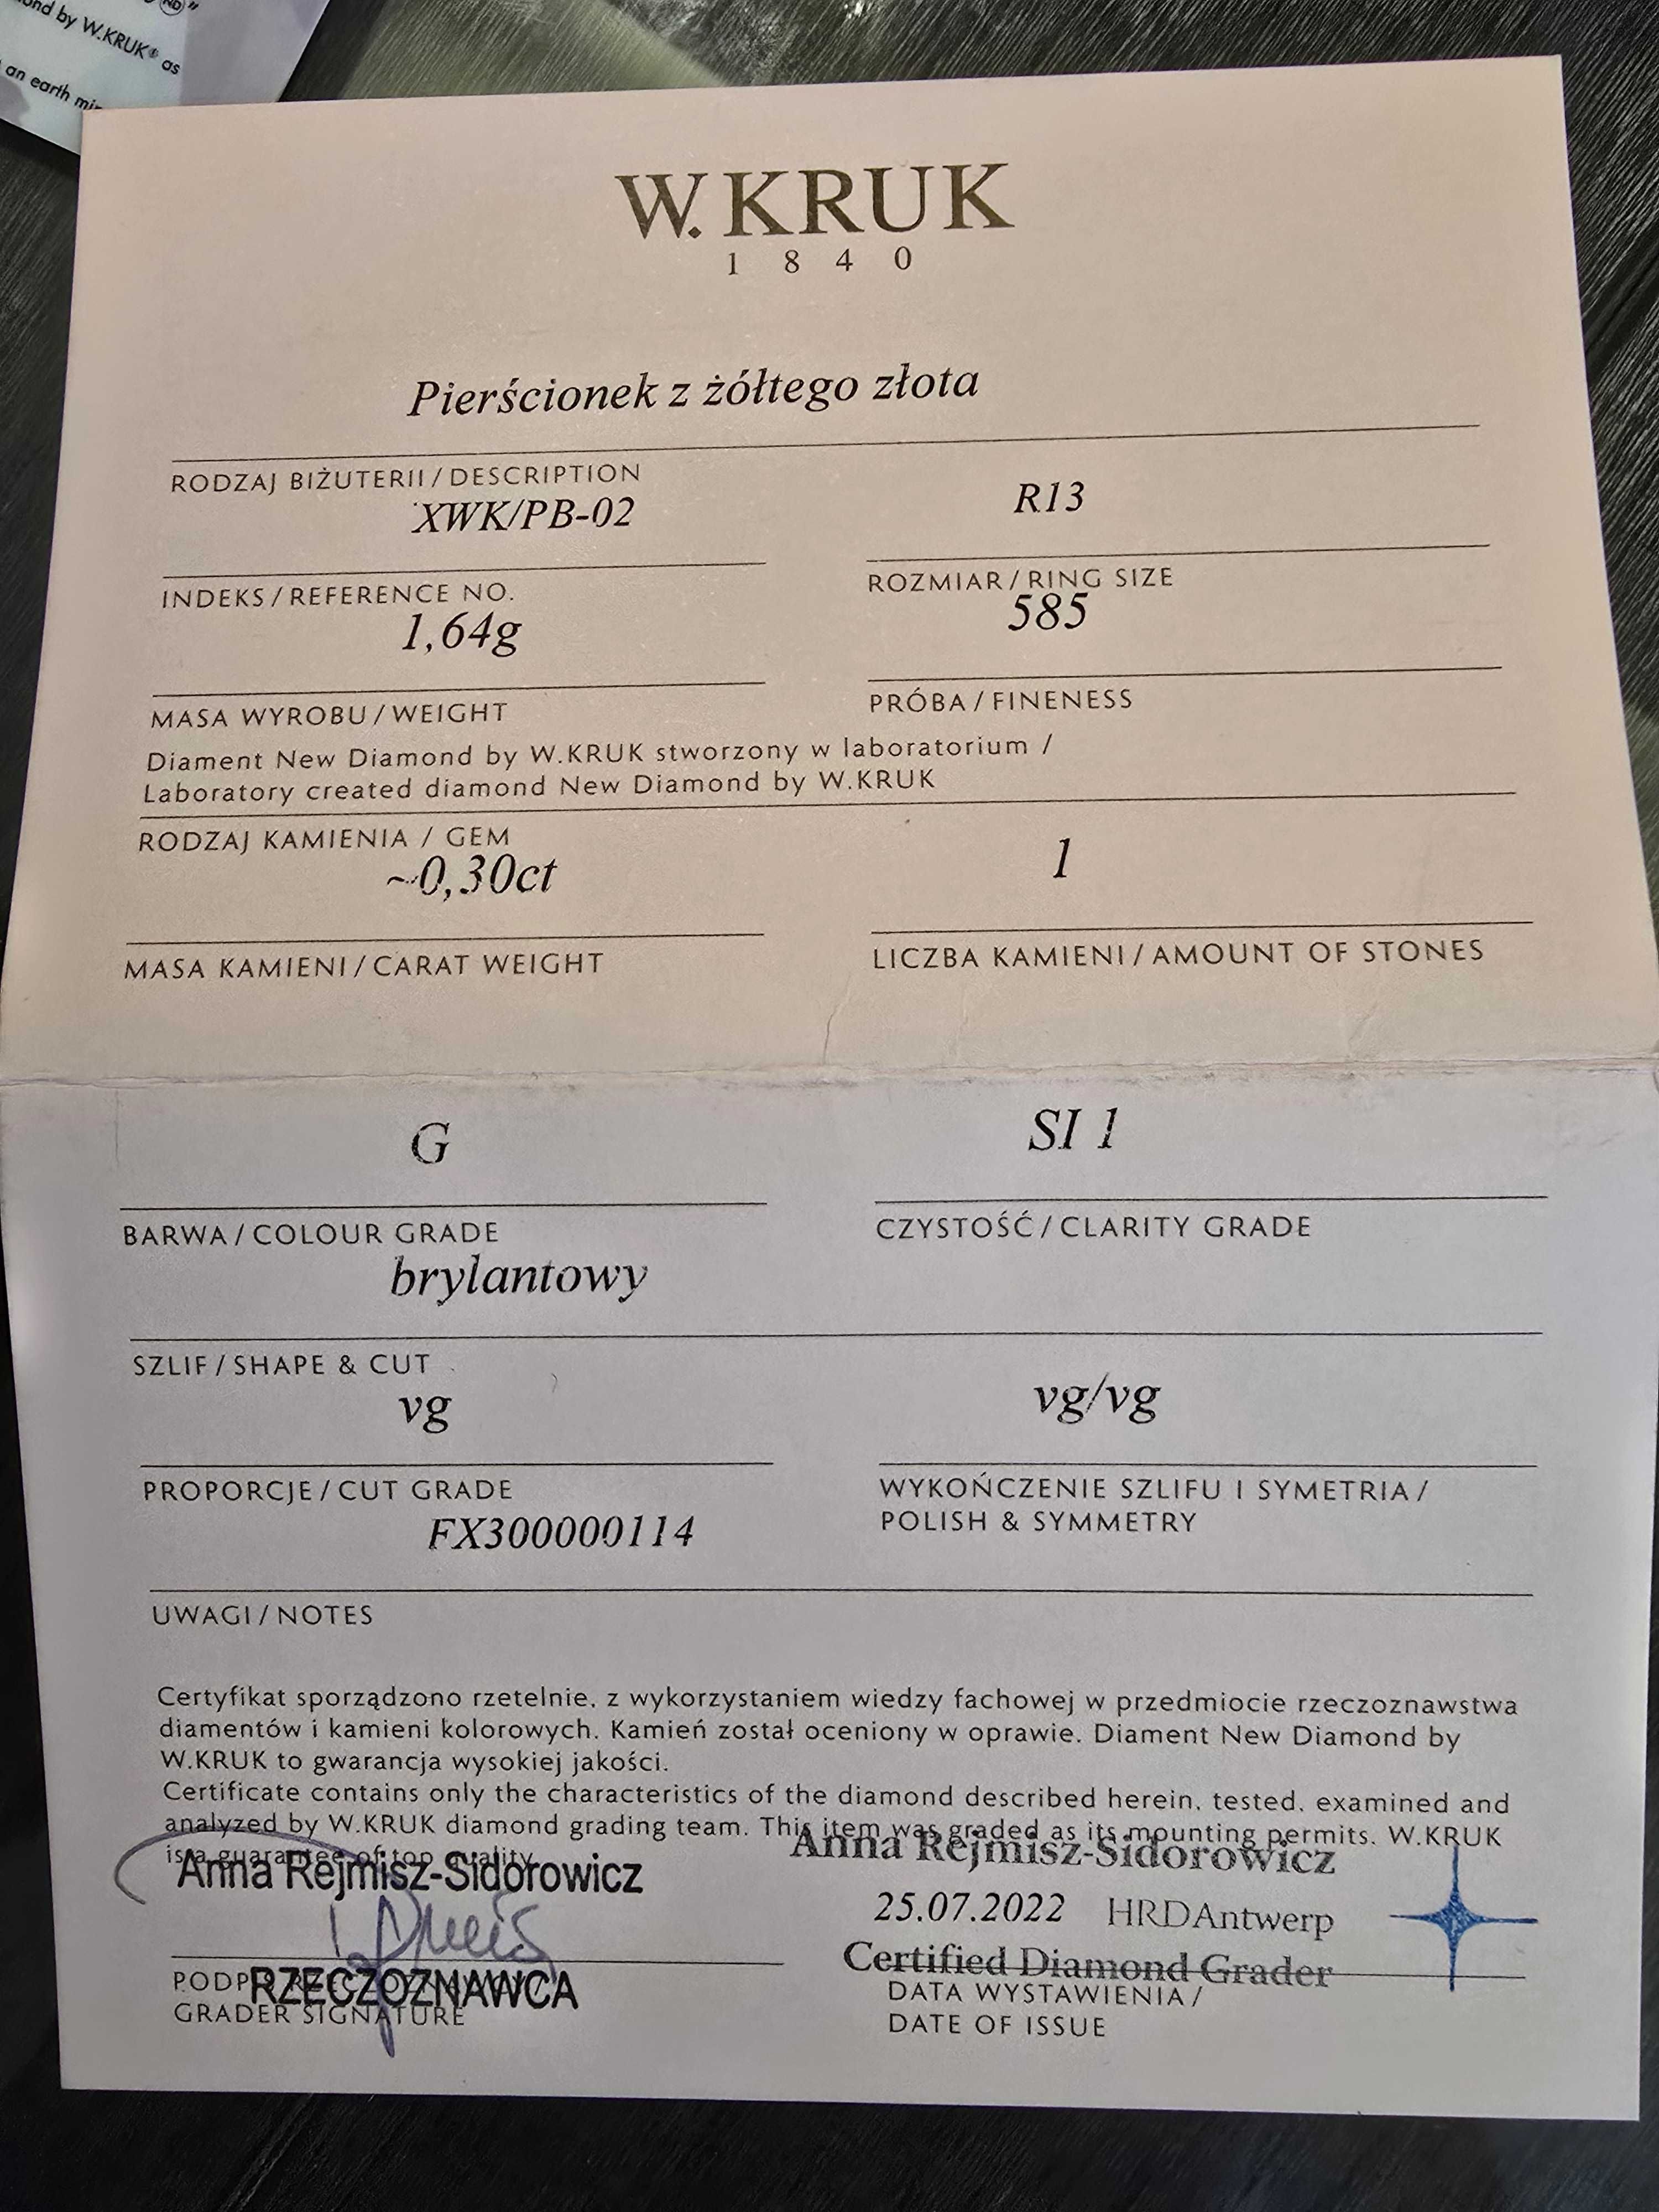 ond by W.KRUK® as
an earth
W.KRUK
1840
Pierścionek z żółtego złota
RODZAJ BIŻUTERII / DESCRIPTION
XWK/PB-02
R13
INDEKS / REFERENCE NO.
ROZMIAR / RING SIZE
1,64g
585
MASA WYROBU / WEIGHT
PRÓBA / FINENESS
Diament New Diamond by W.KRUK stworzony w laboratorium /
Laboratory created diamond New Diamond by W.KRUK
RODZAJ KAMIENIA / GEM
~0,30ct
1
MASA KAMIENI / CARAT WEIGHT
LICZBA KAMIENI / AMOUNT OF STONES
G
SI 1
BARWA / COLOUR GRADE
CZYSTOŚĆ / CLARITY GRADE
brylantowy
SZLIF / SHAPE & CUT
vg
vg/vg
PROPORCJE / CUT GRADE
WYKOŃCZENIE SZLIFU I SYMETRIA /
POLISH & SYMMETRY
FX300000114
UWAGI / NOTES
Certyfikat sporządzono rzetelnie, z wykorzystaniem wiedzy fachowej w przedmiocie rzeczoznawstwa
diamentów i kamieni kolorowych. Kamień został oceniony w oprawie. Diament New Diamond by
W.KRUK to gwarancja wysokiej jakości.
Certificate contains only the characteristics of the diamond described herein, tested, examined and
analyzed by W.KRUK diamond grading team. This item was graded as its mounting permits. W.KRUK
is a guarantee of top quality.
Anna Rejmisz-Sidorowicz
Anna Rejmisz-Sidorowicz
25.07.2022 HRDAntwerp
Certified Diamond Grader
RZECZOZNAWCA
GRADER SIGNATURE
DATA WYSTAWIENIA /
DATE OF ISSUE